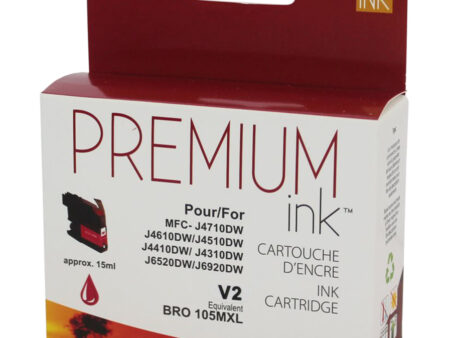 INK
PREMIUM
ink™
Pour/For
MFC- J4710DW
J4610DW/J4510DW
J4410DW/ J4310DW
J6520DW/J6920DW
approx. 15ml
CARTOUCHE
D'ENCRE
INK
CARTRIDGE
V2
Equivalent
BRO 105MXL